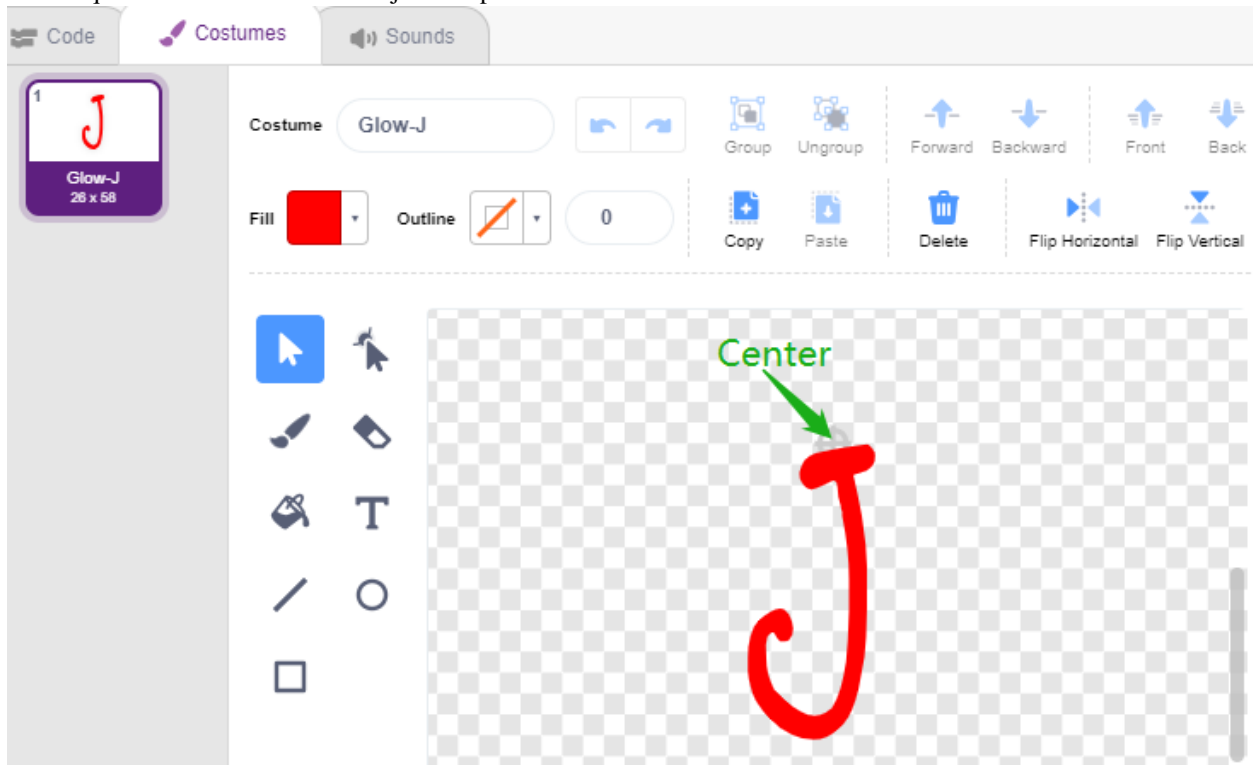 Code Costumes Sounds
1
Glow-J
26 x 58
Costume Glow-J Group Ungroup Forward Backward Front Back
Fill Outline 0 Copy Paste Delete Flip Horizontal Flip Vertical
T
Center
J